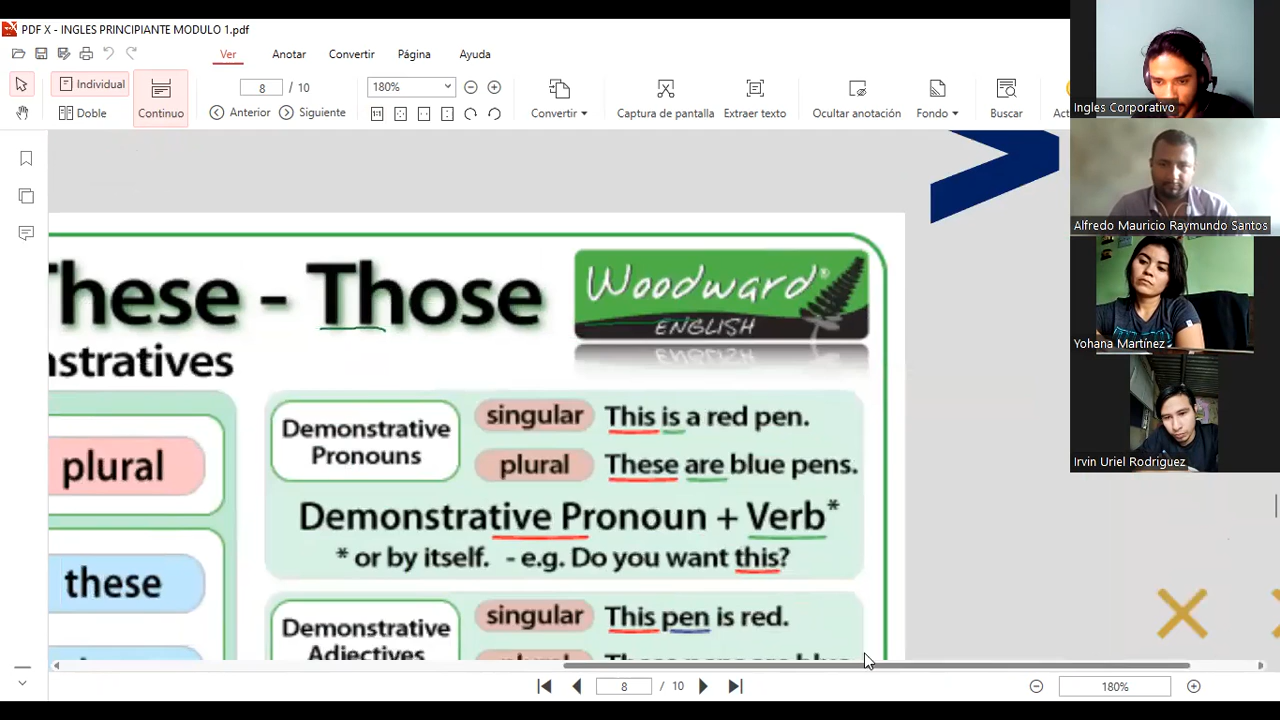 PDF X - INGLES PRINCIPIANTE MODULO 1.pdf
Ver Anotar Convertir Página Ayuda
Individual
Doble
Continuo
8 / 10
Anterior Siguiente
180%
Convertir
Captura de pantalla
Extraer texto
Ocultar anotación
Fondo
Buscar
Ingles Corporativo
Alfredo Mauricio Raymundo Santos
Yohana Martínez
Irvin Uriel Rodriguez
These - Those
Woodward®
ENGLISH
nstratives
plural
these
Demonstrative
Pronouns
singular This is a red pen.
plural These are blue pens.
Demonstrative Pronoun + Verb*
* or by itself. - e.g. Do you want this?
Demonstrative
Adjectives
singular This pen is red.
8 / 10
180%